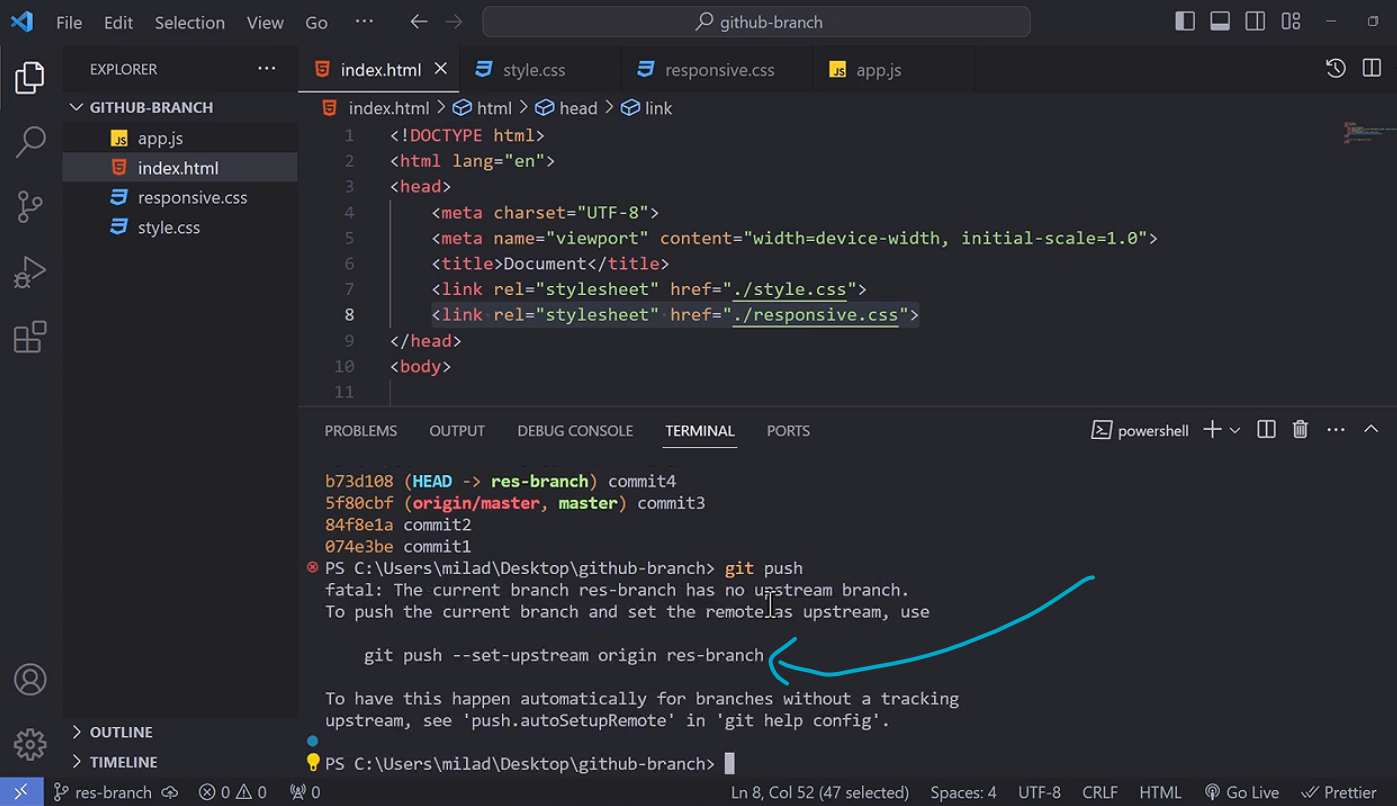 File Edit Selection View Go ··· github-branch
EXPLORER ···
index.html style.css responsive.css app.js
GITHUB-BRANCH
JS app.js
index.html
responsive.css
style.css
OUTLINE
TIMELINE
index.html > html > head > link
1 <!DOCTYPE html>
2 <html lang="en">
3 <head>
4 <meta charset="UTF-8">
5 <meta name="viewport" content="width=device-width, initial-scale=1.0">
6 <title>Document</title>
7 <link rel="stylesheet" href="./style.css">
8 <link rel="stylesheet" href="./responsive.css">
9 </head>
10 <body>
11
PROBLEMS OUTPUT DEBUG CONSOLE TERMINAL PORTS powershell
b73d108 (HEAD -> res-branch) commit4
5f80cbf (origin/master, master) commit3
84f8e1a commit2
074e3be commit1
PS C:\Users\milad\Desktop\github-branch> git push
fatal: The current branch res-branch has no upstream branch.
To push the current branch and set the remote as upstream, use
git push --set-upstream origin res-branch
To have this happen automatically for branches without a tracking
upstream, see 'push.autoSetupRemote' in 'git help config'.
PS C:\Users\milad\Desktop\github-branch>
res-branch 0 0 0 Ln 8, Col 52 (47 selected) Spaces: 4 UTF-8 CRLF HTML Go Live Prettier